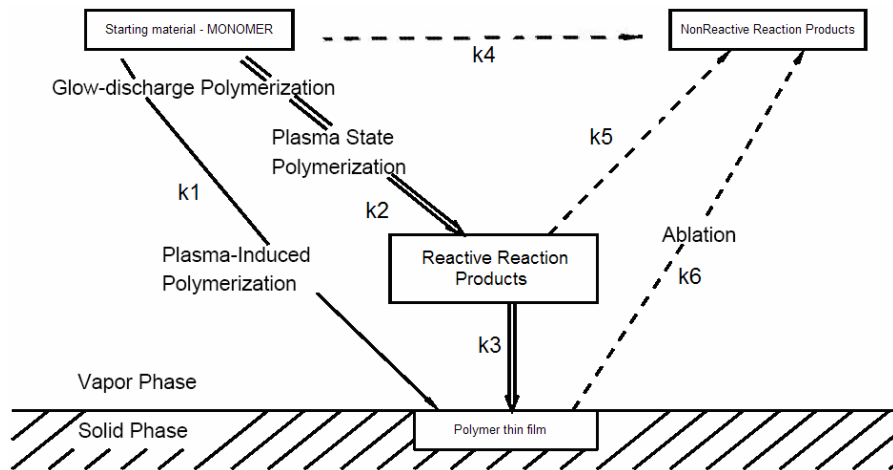 Starting material - MONOMER
NonReactive Reaction Products
k4
Glow-discharge Polymerization
Plasma State
Polymerization
k5
k1
k2
Plasma-Induced
Polymerization
Reactive Reaction
Products
Ablation
k6
k3
Vapor Phase
Solid Phase
Polymer thin film